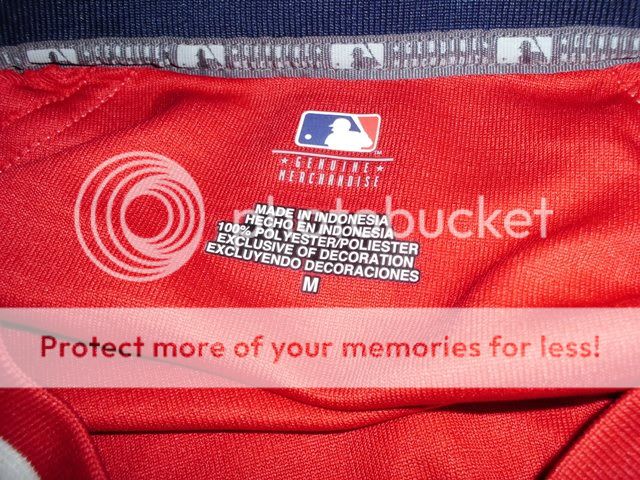 GENUINE
MERCHANDISE
MADE IN INDONESIA
HECHO EN INDONESIA
100% POLYESTER/POLIESTER
EXCLUSIVE OF DECORATION
EXCLUYENDO DECORACIONES
M
photobucket
Protect more of your memories for less!